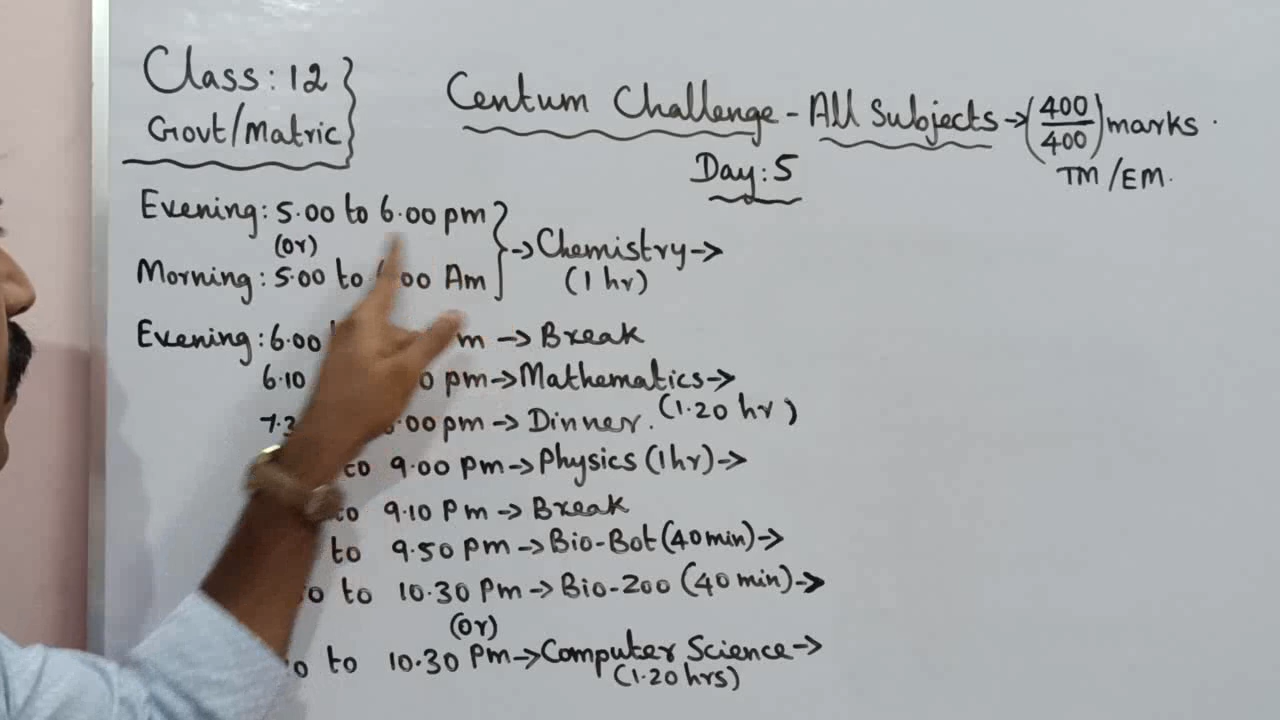 Class: 12
Govt/Matric
Centum Challenge - All Subjects → (400/400) marks.
TM/EM.
Day: 5
Evening: 5.00 to 6.00 pm
(or)
Morning: 5.00 to 6.00 Am
→ Chemistry →
(1 hr)
Evening: 6.00 pm → Break
6.10 pm → Mathematics →
(1.20 hr)
.00 pm → Dinner.
to 9.00 pm → Physics (1hr) →
to 9.10 Pm → Break
to 9.50 pm → Bio-Bot (40 min) →
to 10.30 Pm → Bio-Zoo (40 min) →
(or)
to 10.30 Pm → Computer Science →
(1.20 hrs)